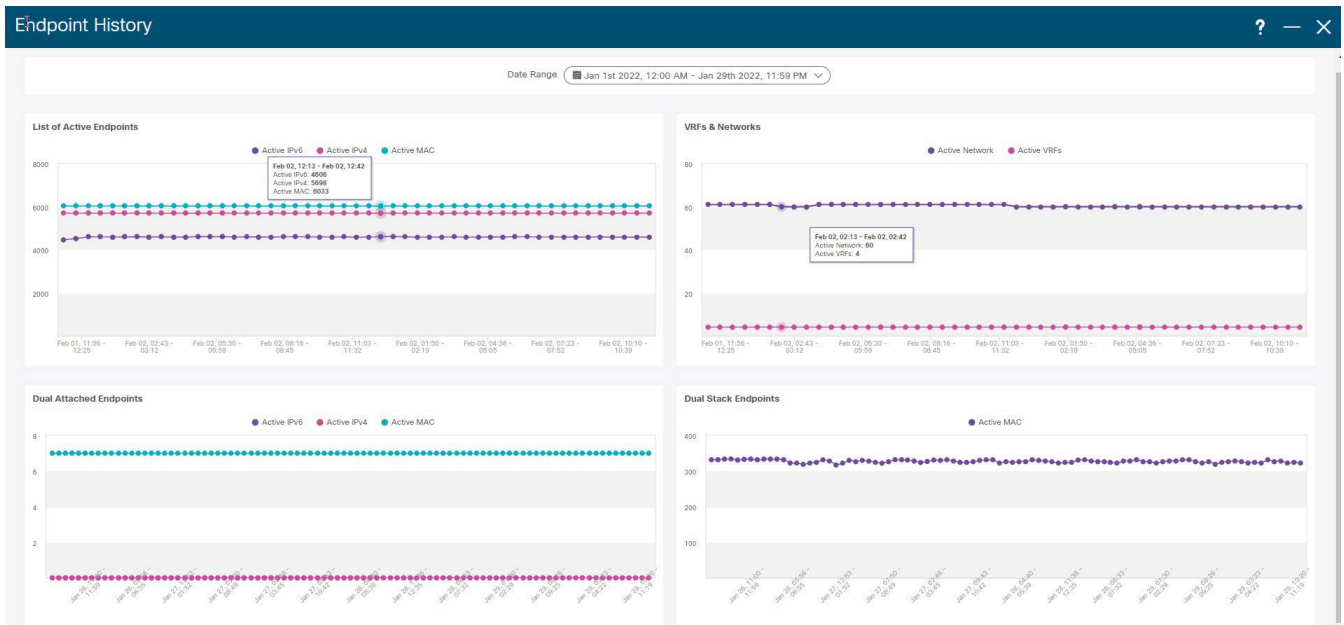 Endpoint History
?
Date Range
Jan 1st 2022, 12:00 AM - Jan 29th 2022, 11:59 PM
List of Active Endpoints
Active IPv6 Active IPv4 Active MAC
Feb 02, 12:13 - Feb 02, 12:42
Active IPv6: 4606
Active IPv4: 5698
Active MAC: 6033
8000
6000
4000
2000
Feb 01, 11:56 - 12:25
Feb 02, 02:43 - 03:12
Feb 02, 05:30 - 05:59
Feb 02, 08:16 - 08:45
Feb 02, 11:03 - 11:32
Feb 02, 01:50 - 02:19
Feb 02, 04:36 - 05:05
Feb 02, 07:23 - 07:52
Feb 02, 10:10 - 10:39
VRFs & Networks
Active Network Active VRFs
80
60
40
20
Feb 02, 02:13 - Feb 02, 02:42
Active Network: 60
Active VRFs: 4
Feb 01, 11:56 - 12:25
Feb 02, 02:43 - 03:12
Feb 02, 05:30 - 05:59
Feb 02, 08:16 - 08:45
Feb 02, 11:03 - 11:32
Feb 02, 01:50 - 02:19
Feb 02, 04:36 - 05:05
Feb 02, 07:23 - 07:52
Feb 02, 10:10 - 10:39
Dual Attached Endpoints
Active IPv6 Active IPv4 Active MAC
8
6
4
2
Dual Stack Endpoints
Active MAC
400
300
200
100